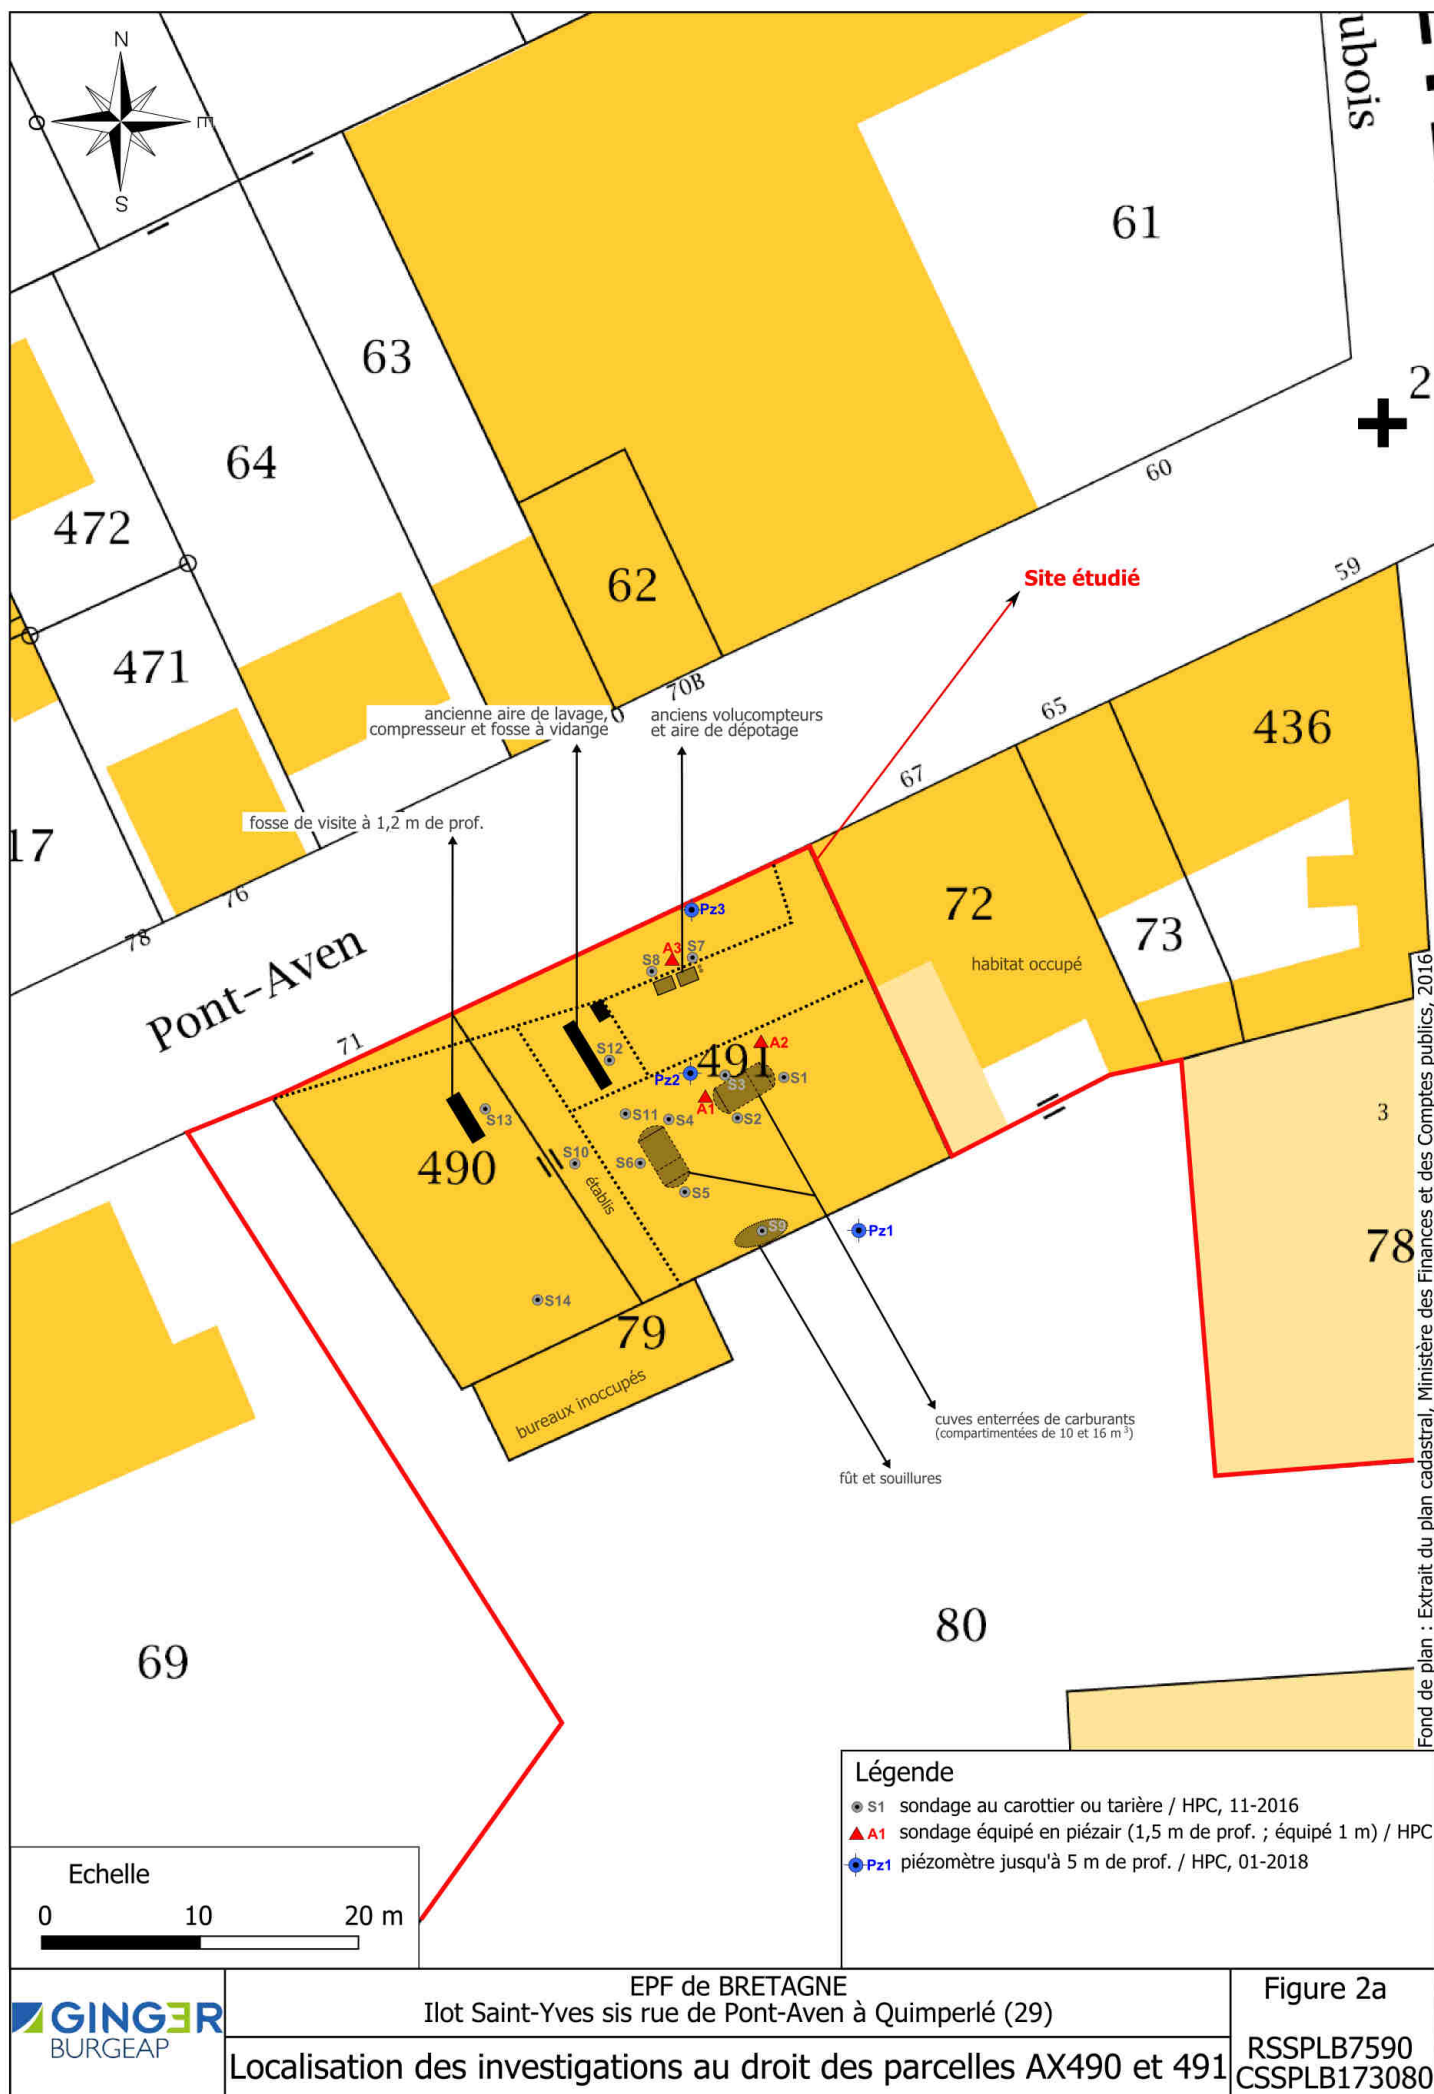 N
O
E
S
ubois
61
63
2
64
60
472
62
59
Site étudié
471
70B
0
65
436
ancienne aire de lavage,
compresseur et fosse à vidange
anciens volucompteurs
et aire de dépotage
67
fosse de visite à 1,2 m de prof.
17
76
72
Pz3
78
73
Pont-Aven
A3
S7
S8
habitat occupé
71
A2
491
S12
Pz2
S3
S1
A1
3
S13
S11
S4
S2
490
S10
S6
établis
S5
S9
Pz1
78
S14
79
bureaux inoccupés
cuves enterrées de carburants
(compartimentées de 10 et 16 m³)
fût et souillures
80
69
Fond de plan : Extrait du plan cadastral, Ministère des Finances et des Comptes publics, 2016
Légende
S1 sondage au carottier ou tarière / HPC, 11-2016
A1 sondage équipé en piézair (1,5 m de prof. ; équipé 1 m) / HPC
Pz1 piézomètre jusqu'à 5 m de prof. / HPC, 01-2018
Echelle
0 10 20 m
GINGER
BURGEAP
EPF de BRETAGNE
Ilot Saint-Yves sis rue de Pont-Aven à Quimperlé (29)
Localisation des investigations au droit des parcelles AX490 et 491
Figure 2a
RSSPLB7590
CSSPLB173080